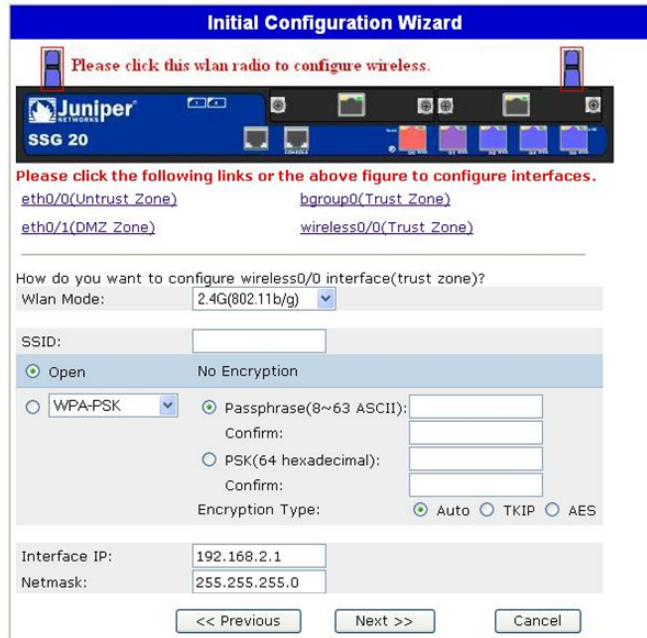 Initial Configuration Wizard
Please click this wlan radio to configure wireless.
Juniper
NETWORKS
SSG 20
CONSOLE
Please click the following links or the above figure to configure interfaces.
eth0/0(Untrust Zone) bgroup0(Trust Zone)
eth0/1(DMZ Zone) wireless0/0(Trust Zone)
How do you want to configure wireless0/0 interface(trust zone)?
Wlan Mode: 2.4G(802.11b/g)
SSID:
Open No Encryption
WPA-PSK Passphrase(8~63 ASCII):
Confirm:
PSK(64 hexadecimal):
Confirm:
Encryption Type: Auto TKIP AES
Interface IP: 192.168.2.1
Netmask: 255.255.255.0
<< Previous Next >> Cancel